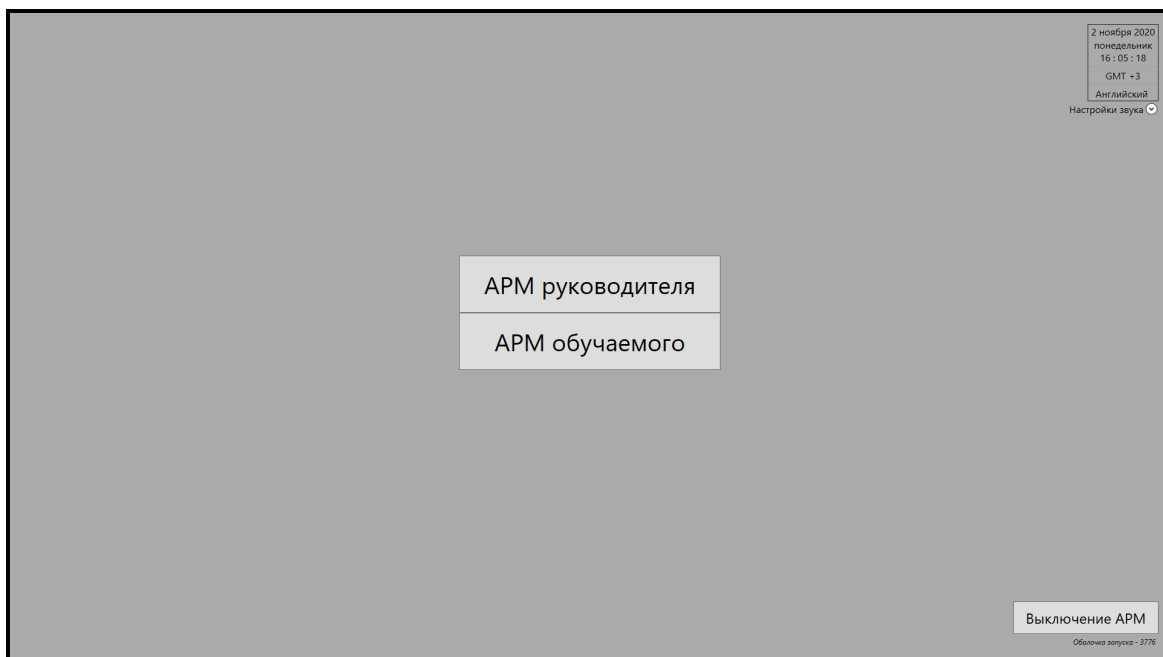 2 ноября 2020
понедельник
16 : 05 : 18
GMT +3
Английский
Настройки звука
АРМ руководителя
АРМ обучаемого
Выключение АРМ
Оболочка запуска - 3776